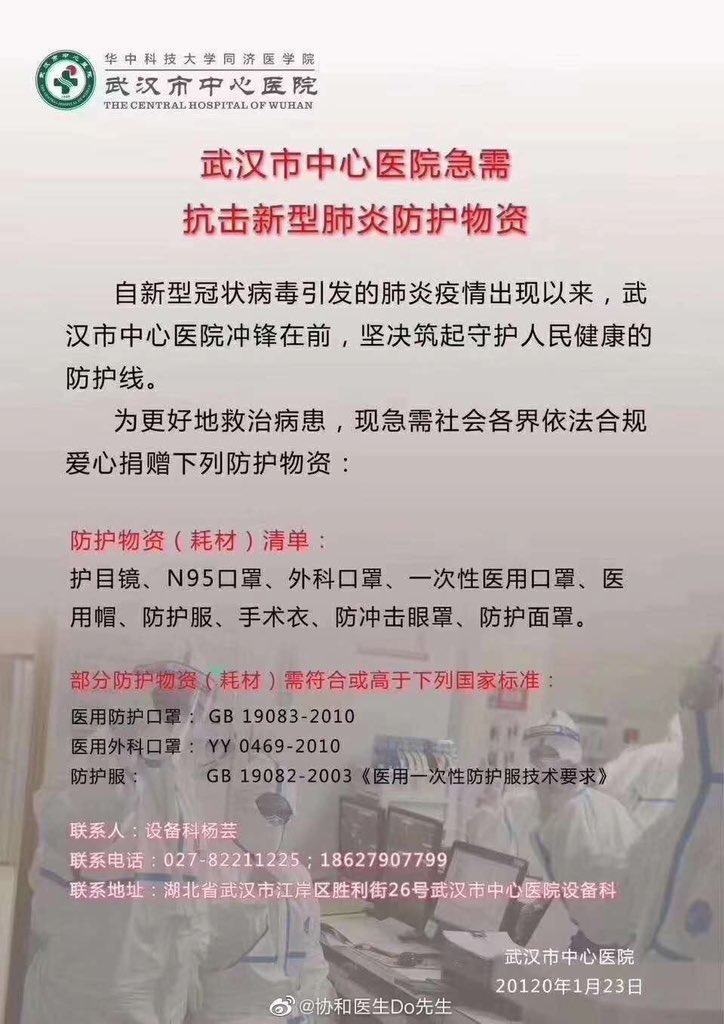 华中科技大学同济医学院
武汉市中心医院
THE CENTRAL HOSPITAL OF WUHAN
武汉市中心医院急需
抗击新型肺炎防护物资
自新型冠状病毒引发的肺炎疫情出现以来，武
汉市中心医院冲锋在前，坚决筑起守护人民健康的
防护线。
为更好地救治病患，现急需社会各界依法合规
爱心捐赠下列防护物资：
防护物资（耗材）清单：
护目镜、N95口罩、外科口罩、一次性医用口罩、医
用帽、防护服、手术衣、防冲击眼罩、防护面罩。
部分防护物资（耗材）需符合或高于下列国家标准：
医用防护口罩： GB 19083-2010
医用外科口罩： YY 0469-2010
防护服： GB 19082-2003《医用一次性防护服技术要求》
联系人：设备科杨芸
联系电话：027-82211225；18627907799
联系地址：湖北省武汉市江岸区胜利街26号武汉市中心医院设备科
武汉市中心医院
20120年1月23日
@协和医生Do先生